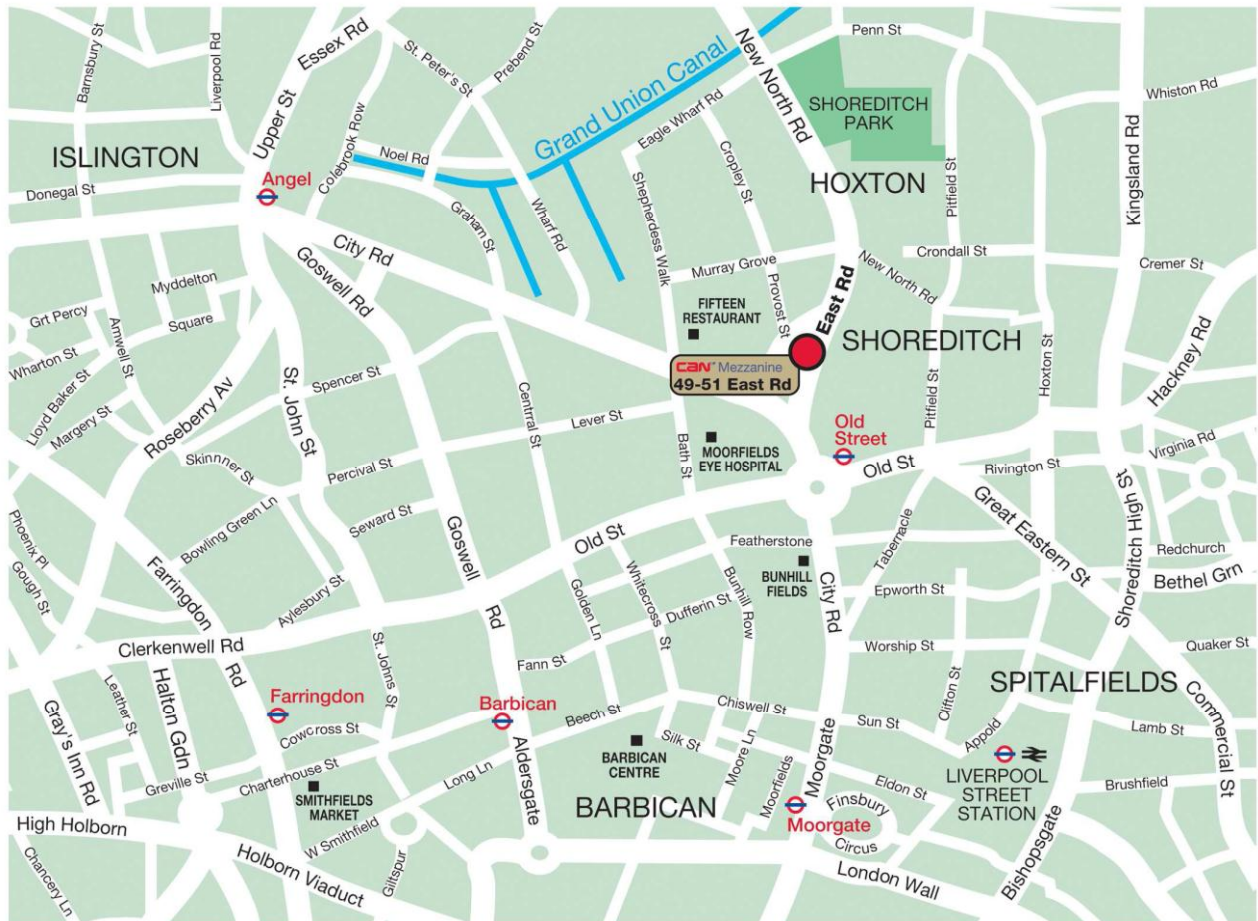 Barnsbury St
Liverpool Rd
Essex Rd
St. Peter's St
Prebend St
Grand Union Canal
New North Rd
Penn St
Whiston Rd
Kingsland Rd
SHOREDITCH
PARK
Upper St
Colebrook Row
Noel Rd
Eagle Wharf Rd
Cropley St
ISLINGTON
Angel
Donegal St
HOXTON
Pitfield St
Shepherdess Walk
Graham St
Wharf Rd
City Rd
Goswell Rd
Crondall St
Cremer St
New North Rd
Murray Grove
Provost St
East Rd
Myddelton
Square
Grt Percy
Amwell St
Wharton St
Lloyd Baker St
Margery St
FIFTEEN
RESTAURANT
SHOREDITCH
CAN Mezzanine
49-51 East Rd
Hoxton St
Hackney Rd
Roseberry Av
St. John St
Spencer St
Centrral St
Lever St
Bath St
Pitfield St
Old
Street
MOORFIELDS
EYE HOSPITAL
Old St
Rivington St
Virginia Rd
Skinnner St
Percival St
Bowling Green Ln
Seward St
Goswell
Rd
Old St
Phoenix Pl
Gough St
Farringdon
Rd
Aylesbury St
Featherstone
BUNHILL
FIELDS
City Rd
Tabernacle
Great Eastern St
Shoreditch High St
Redchurch
Bethel Grn
Epworth St
Golden Ln
Whitecross St
Bunhill Row
Dufferin St
Clerkenwell Rd
St. Johns St
Fann St
Worship St
Clifton St
Quaker St
SPITALFIELDS
Commercial St
Leather St
Halton Gdn
Gray's Inn Rd
Farringdon
Cowcross St
Barbican
Beech St
Chiswell St
Silk St
Sun St
Appold
Lamb St
Greville St
Charterhouse St
SMITHFIELDS
MARKET
Long Ln
Aldersgate
BARBICAN
CENTRE
BARBICAN
Moore Ln
Moorfields
Moorgate
Moorgate
Eldon St
Finsbury
Circus
LIVERPOOL
STREET
STATION
Brushfield
Bishopsgate
High Holborn
Chancery Ln
Holborn Viaduct
W Smithfield
Giltspur
London Wall